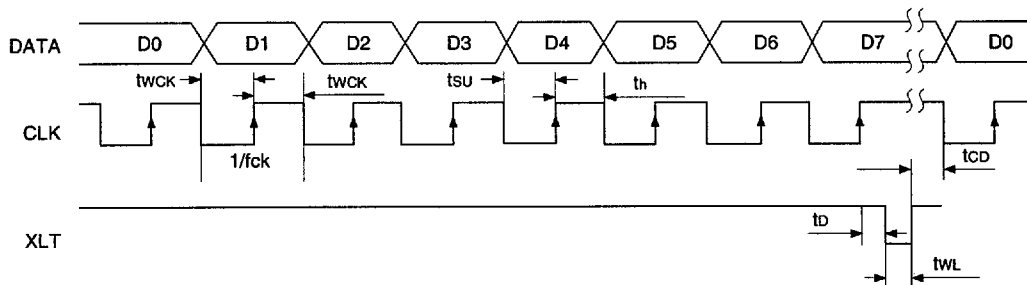 DATA D0 D1 D2 D3 D4 D5 D6 D7 D0
tWCK tWCK tSU th
CLK
1/fck tCD
tD
XLT
tWL